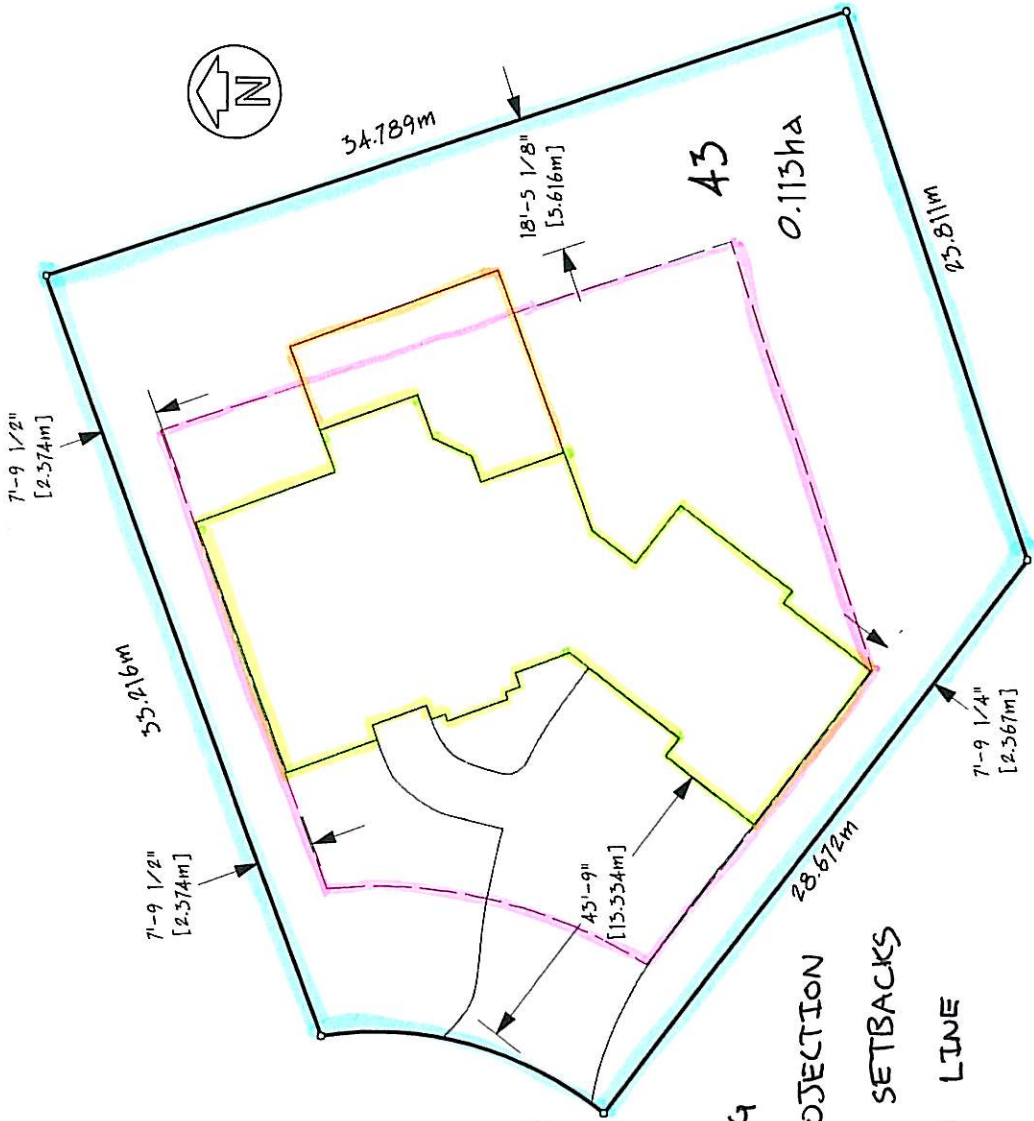 N
34.789m
7'-9 1/2"
[2.374m]
18'-5 1/8"
[5.616m]
43
0.113ha
33.216m
23.811m
7'-9 1/2"
[2.374m]
43'-9"
[13.334m]
28.672m
7'-9 1/4"
[2.367m]
SETBACKS
LINE